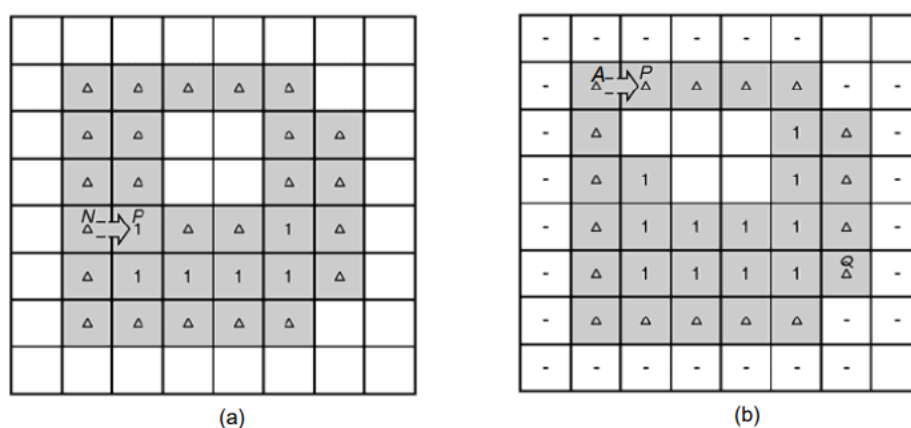 △ △ △ △ △
△ △ △ △
△ △ △ △
N P
△ 1 △ △ 1 △
△ 1 1 1 1 △
△ △ △ △ △
(a)
- - - - - -
A P
- △ △ △ △ △ - -
- △ 1 △ -
- △ 1 1 △ -
- △ 1 1 1 1 △ -
Q
- △ 1 1 1 1 △ -
- △ △ △ △ △ - -
- - - - - -
(b)